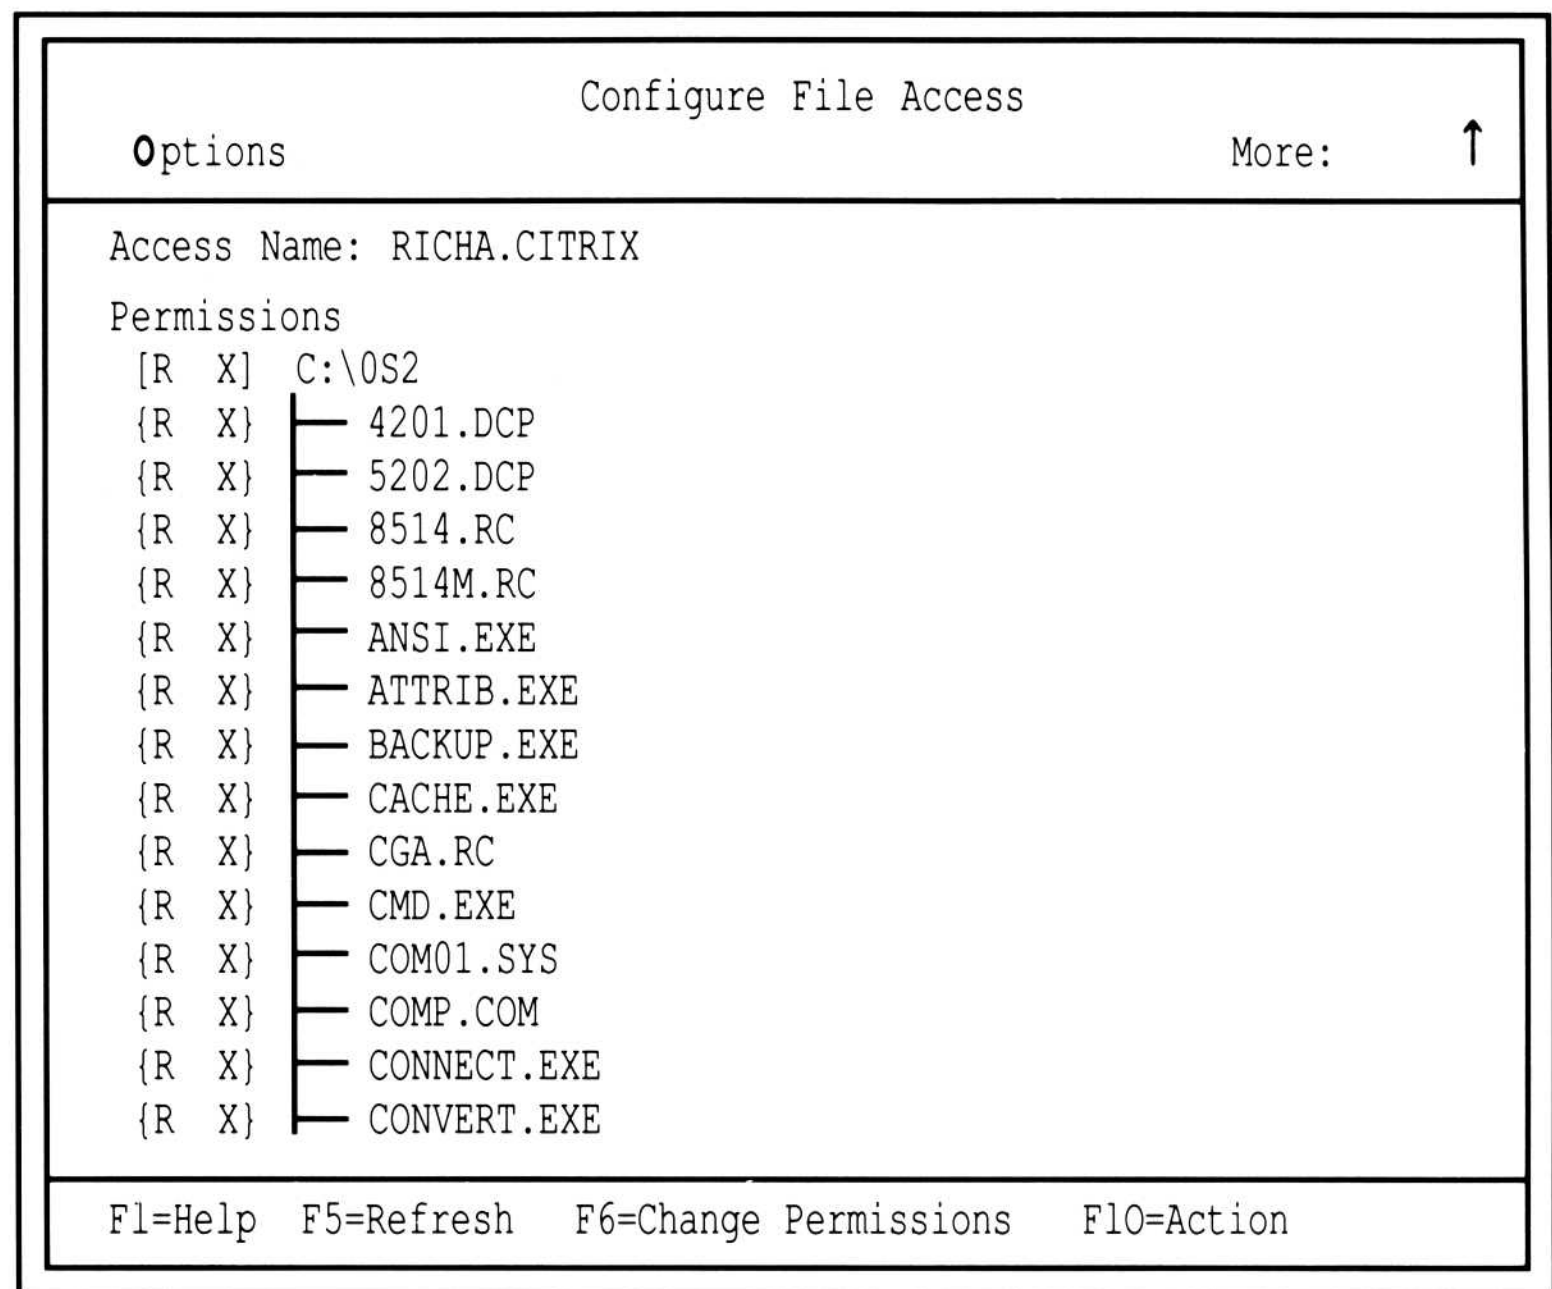 Configure File Access
Options More: ↑
Access Name: RICHA.CITRIX
Permissions
[R X] C:\0S2
{R X} 4201.DCP
{R X} 5202.DCP
{R X} 8514.RC
{R X} 8514M.RC
{R X} ANSI.EXE
{R X} ATTRIB.EXE
{R X} BACKUP.EXE
{R X} CACHE.EXE
{R X} CGA.RC
{R X} CMD.EXE
{R X} COM01.SYS
{R X} COMP.COM
{R X} CONNECT.EXE
{R X} CONVERT.EXE
F1=Help F5=Refresh F6=Change Permissions F10=Action